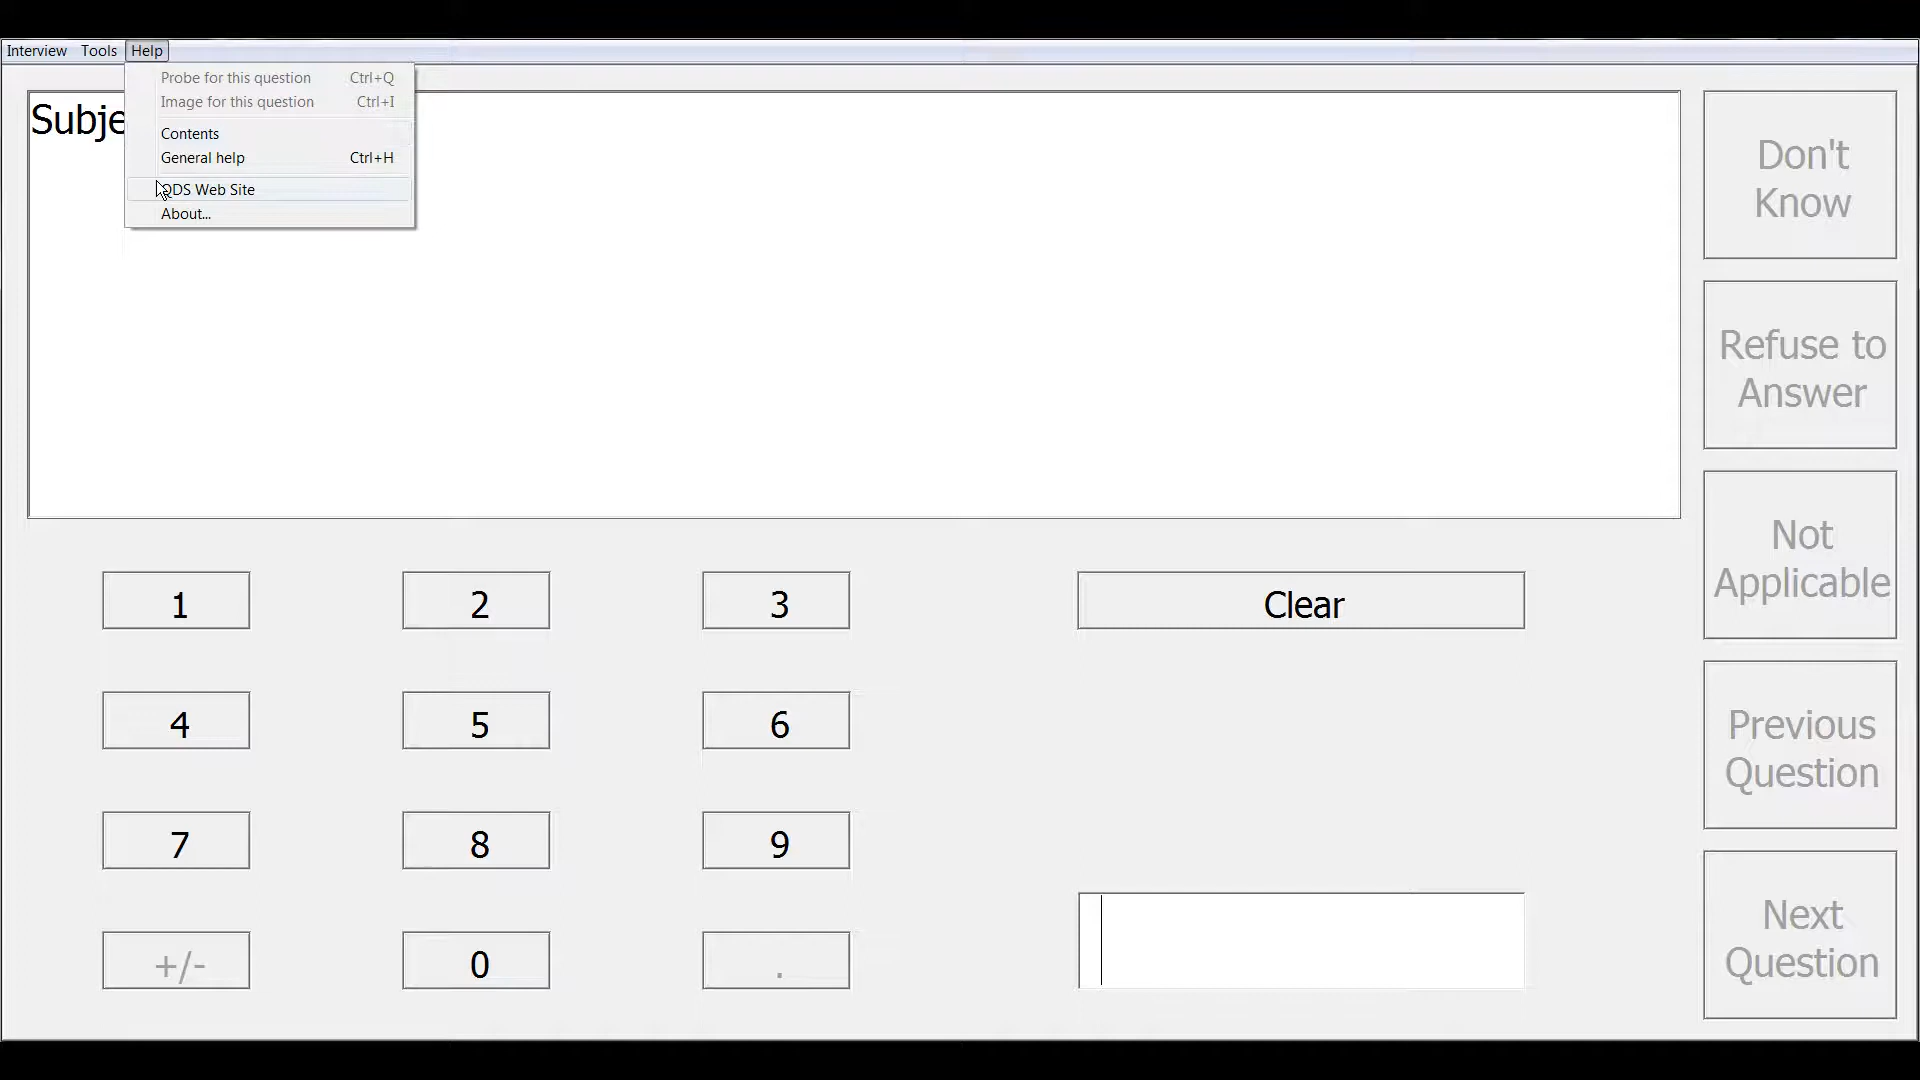 Interview Tools Help
Probe for this question Ctrl+Q
Image for this question Ctrl+I
Contents
General help Ctrl+H
QDS Web Site
About...
Subje
Don't
Know
Refuse to
Answer
Not
Applicable
Previous
Question
Next
Question
1 2 3 Clear
4 5 6
7 8 9
+/- 0 .